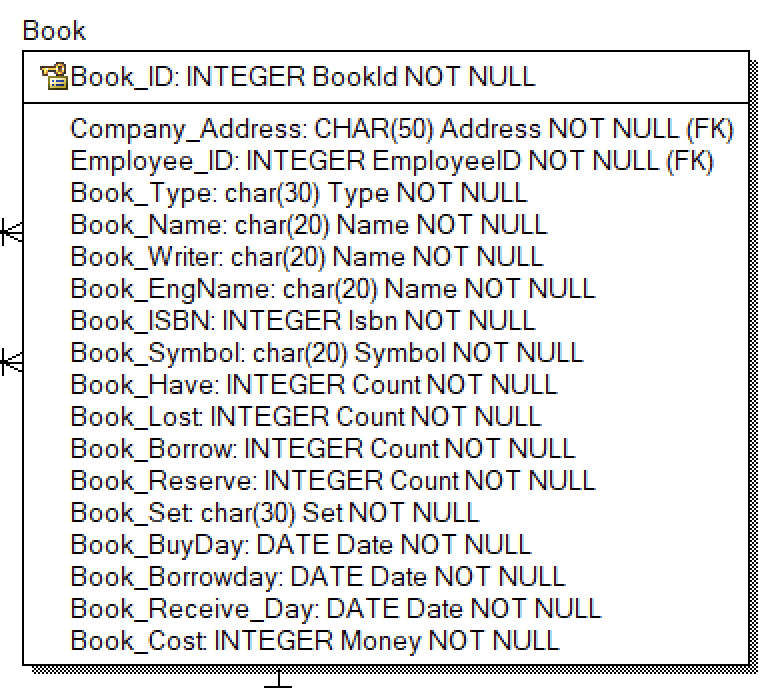 Book
Book_ID: INTEGER BookId NOT NULL
Company_Address: CHAR(50) Address NOT NULL (FK)
Employee_ID: INTEGER EmployeeID NOT NULL (FK)
Book_Type: char(30) Type NOT NULL
Book_Name: char(20) Name NOT NULL
Book_Writer: char(20) Name NOT NULL
Book_EngName: char(20) Name NOT NULL
Book_ISBN: INTEGER Isbn NOT NULL
Book_Symbol: char(20) Symbol NOT NULL
Book_Have: INTEGER Count NOT NULL
Book_Lost: INTEGER Count NOT NULL
Book_Borrow: INTEGER Count NOT NULL
Book_Reserve: INTEGER Count NOT NULL
Book_Set: char(30) Set NOT NULL
Book_BuyDay: DATE Date NOT NULL
Book_Borrowday: DATE Date NOT NULL
Book_Receive_Day: DATE Date NOT NULL
Book_Cost: INTEGER Money NOT NULL